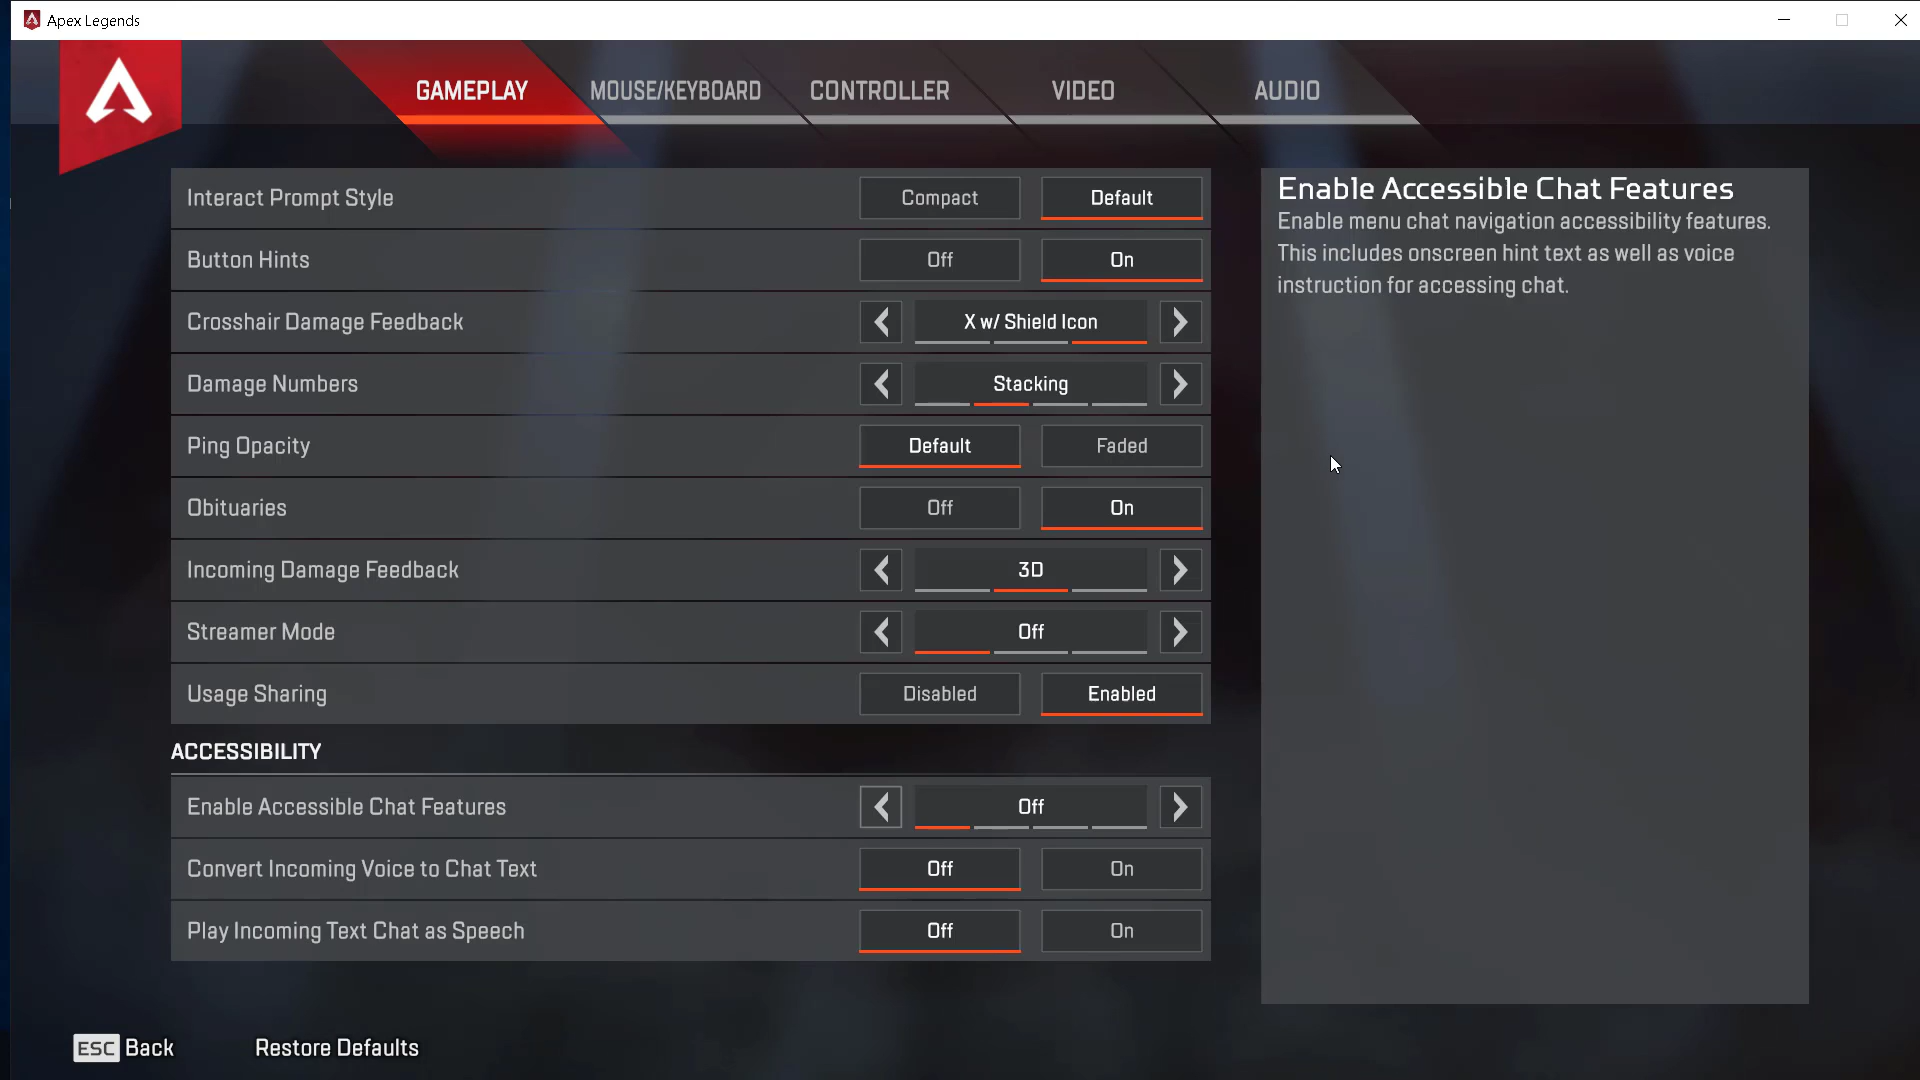 Apex Legends
GAMEPLAY MOUSE/KEYBOARD CONTROLLER VIDEO AUDIO
Interact Prompt Style Compact Default
Button Hints Off On
Crosshair Damage Feedback X w/ Shield Icon
Damage Numbers Stacking
Ping Opacity Default Faded
Obituaries Off On
Incoming Damage Feedback 3D
Streamer Mode Off
Usage Sharing Disabled Enabled
ACCESSIBILITY
Enable Accessible Chat Features Off
Convert Incoming Voice to Chat Text Off On
Play Incoming Text Chat as Speech Off On
Enable Accessible Chat Features
Enable menu chat navigation accessibility features.
This includes onscreen hint text as well as voice
instruction for accessing chat.
ESC Back Restore Defaults